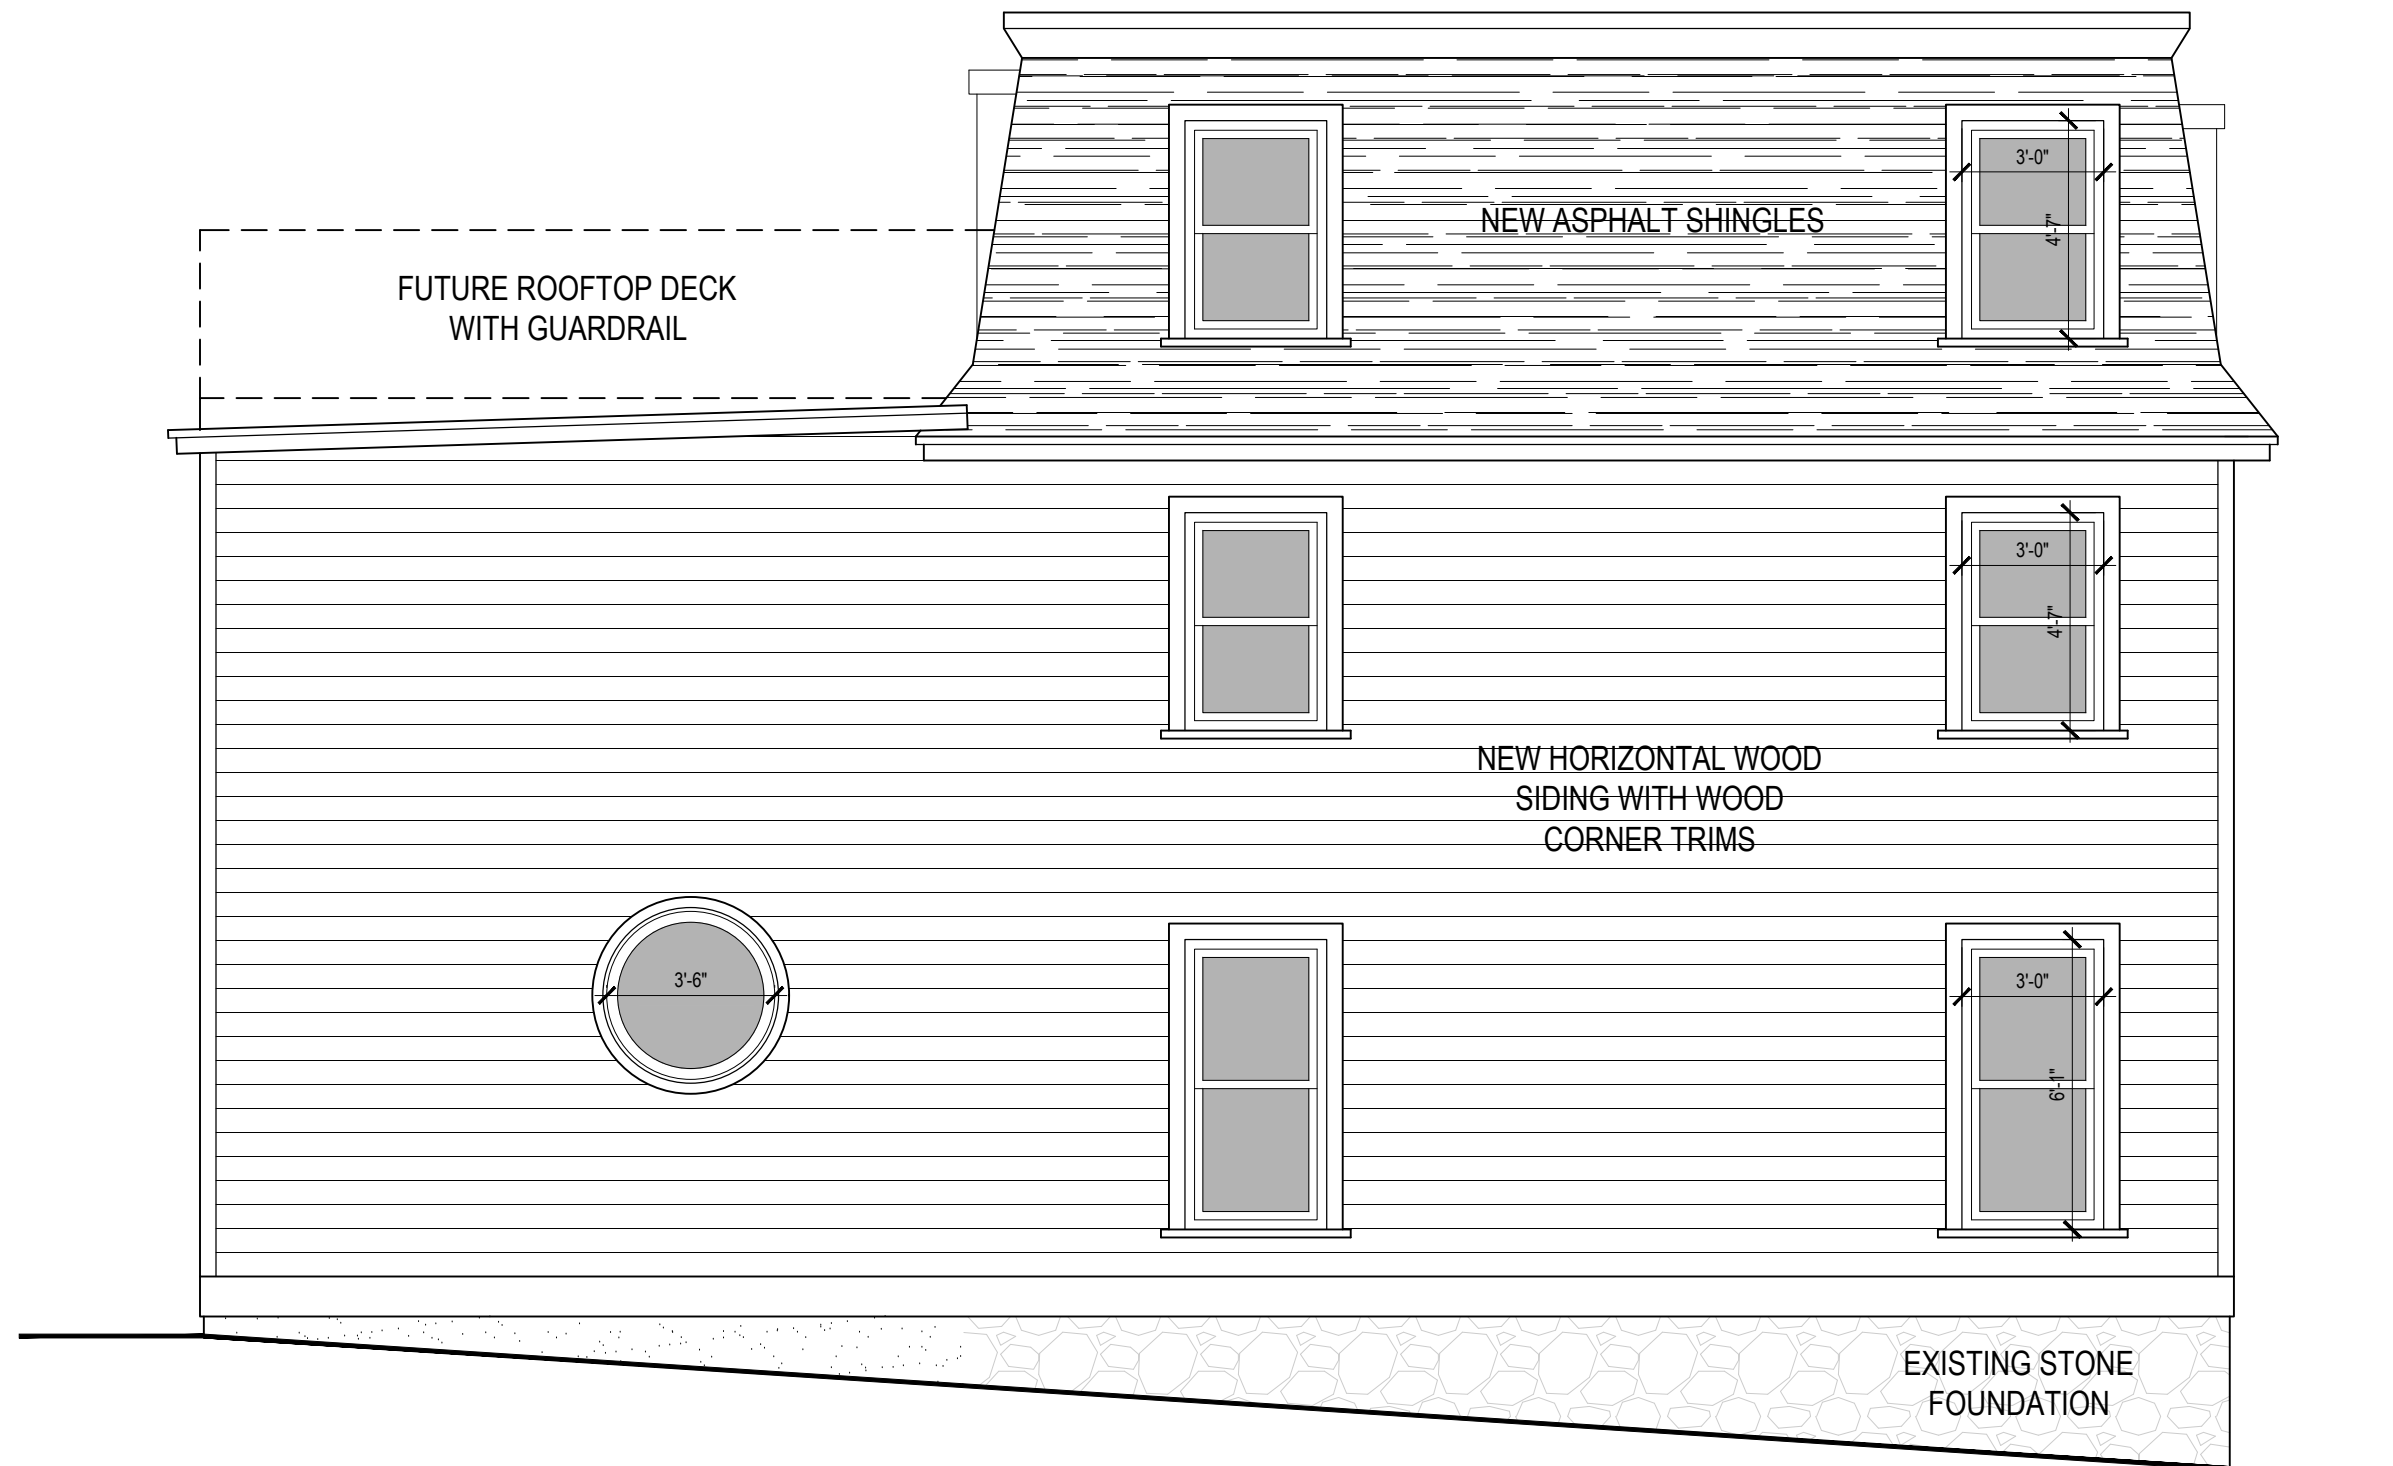 3'-0"
4'-7"
NEW ASPHALT SHINGLES
FUTURE ROOFTOP DECK
WITH GUARDRAIL
3'-0"
4'-7"
NEW HORIZONTAL WOOD
SIDING WITH WOOD
CORNER TRIMS
3'-6"
3'-0"
6'-1"
EXISTING STONE
FOUNDATION